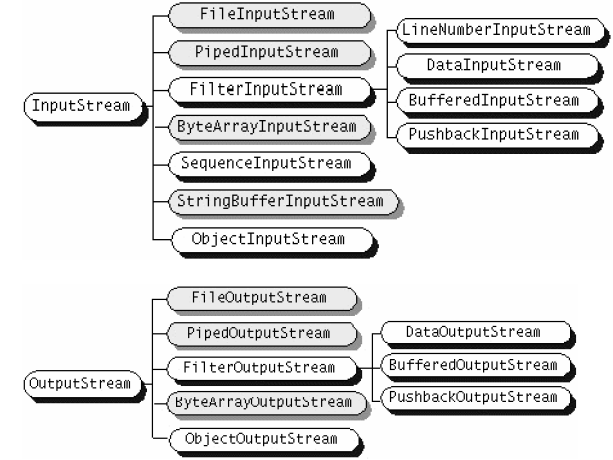 FileInputStream
PipedInputStream
FilterInputStream
ByteArrayInputStream
SequenceInputStream
StringBufferInputStream
ObjectInputStream
InputStream
LineNumberInputStream
DataInputStream
BufferedInputStream
PushbackInputStream
FileOutputStream
PipedOutputStream
FilterOutputStream
ByteArrayOutputStream
ObjectOutputStream
OutputStream
DataOutputStream
BufferedOutputStream
PushbackOutputStream